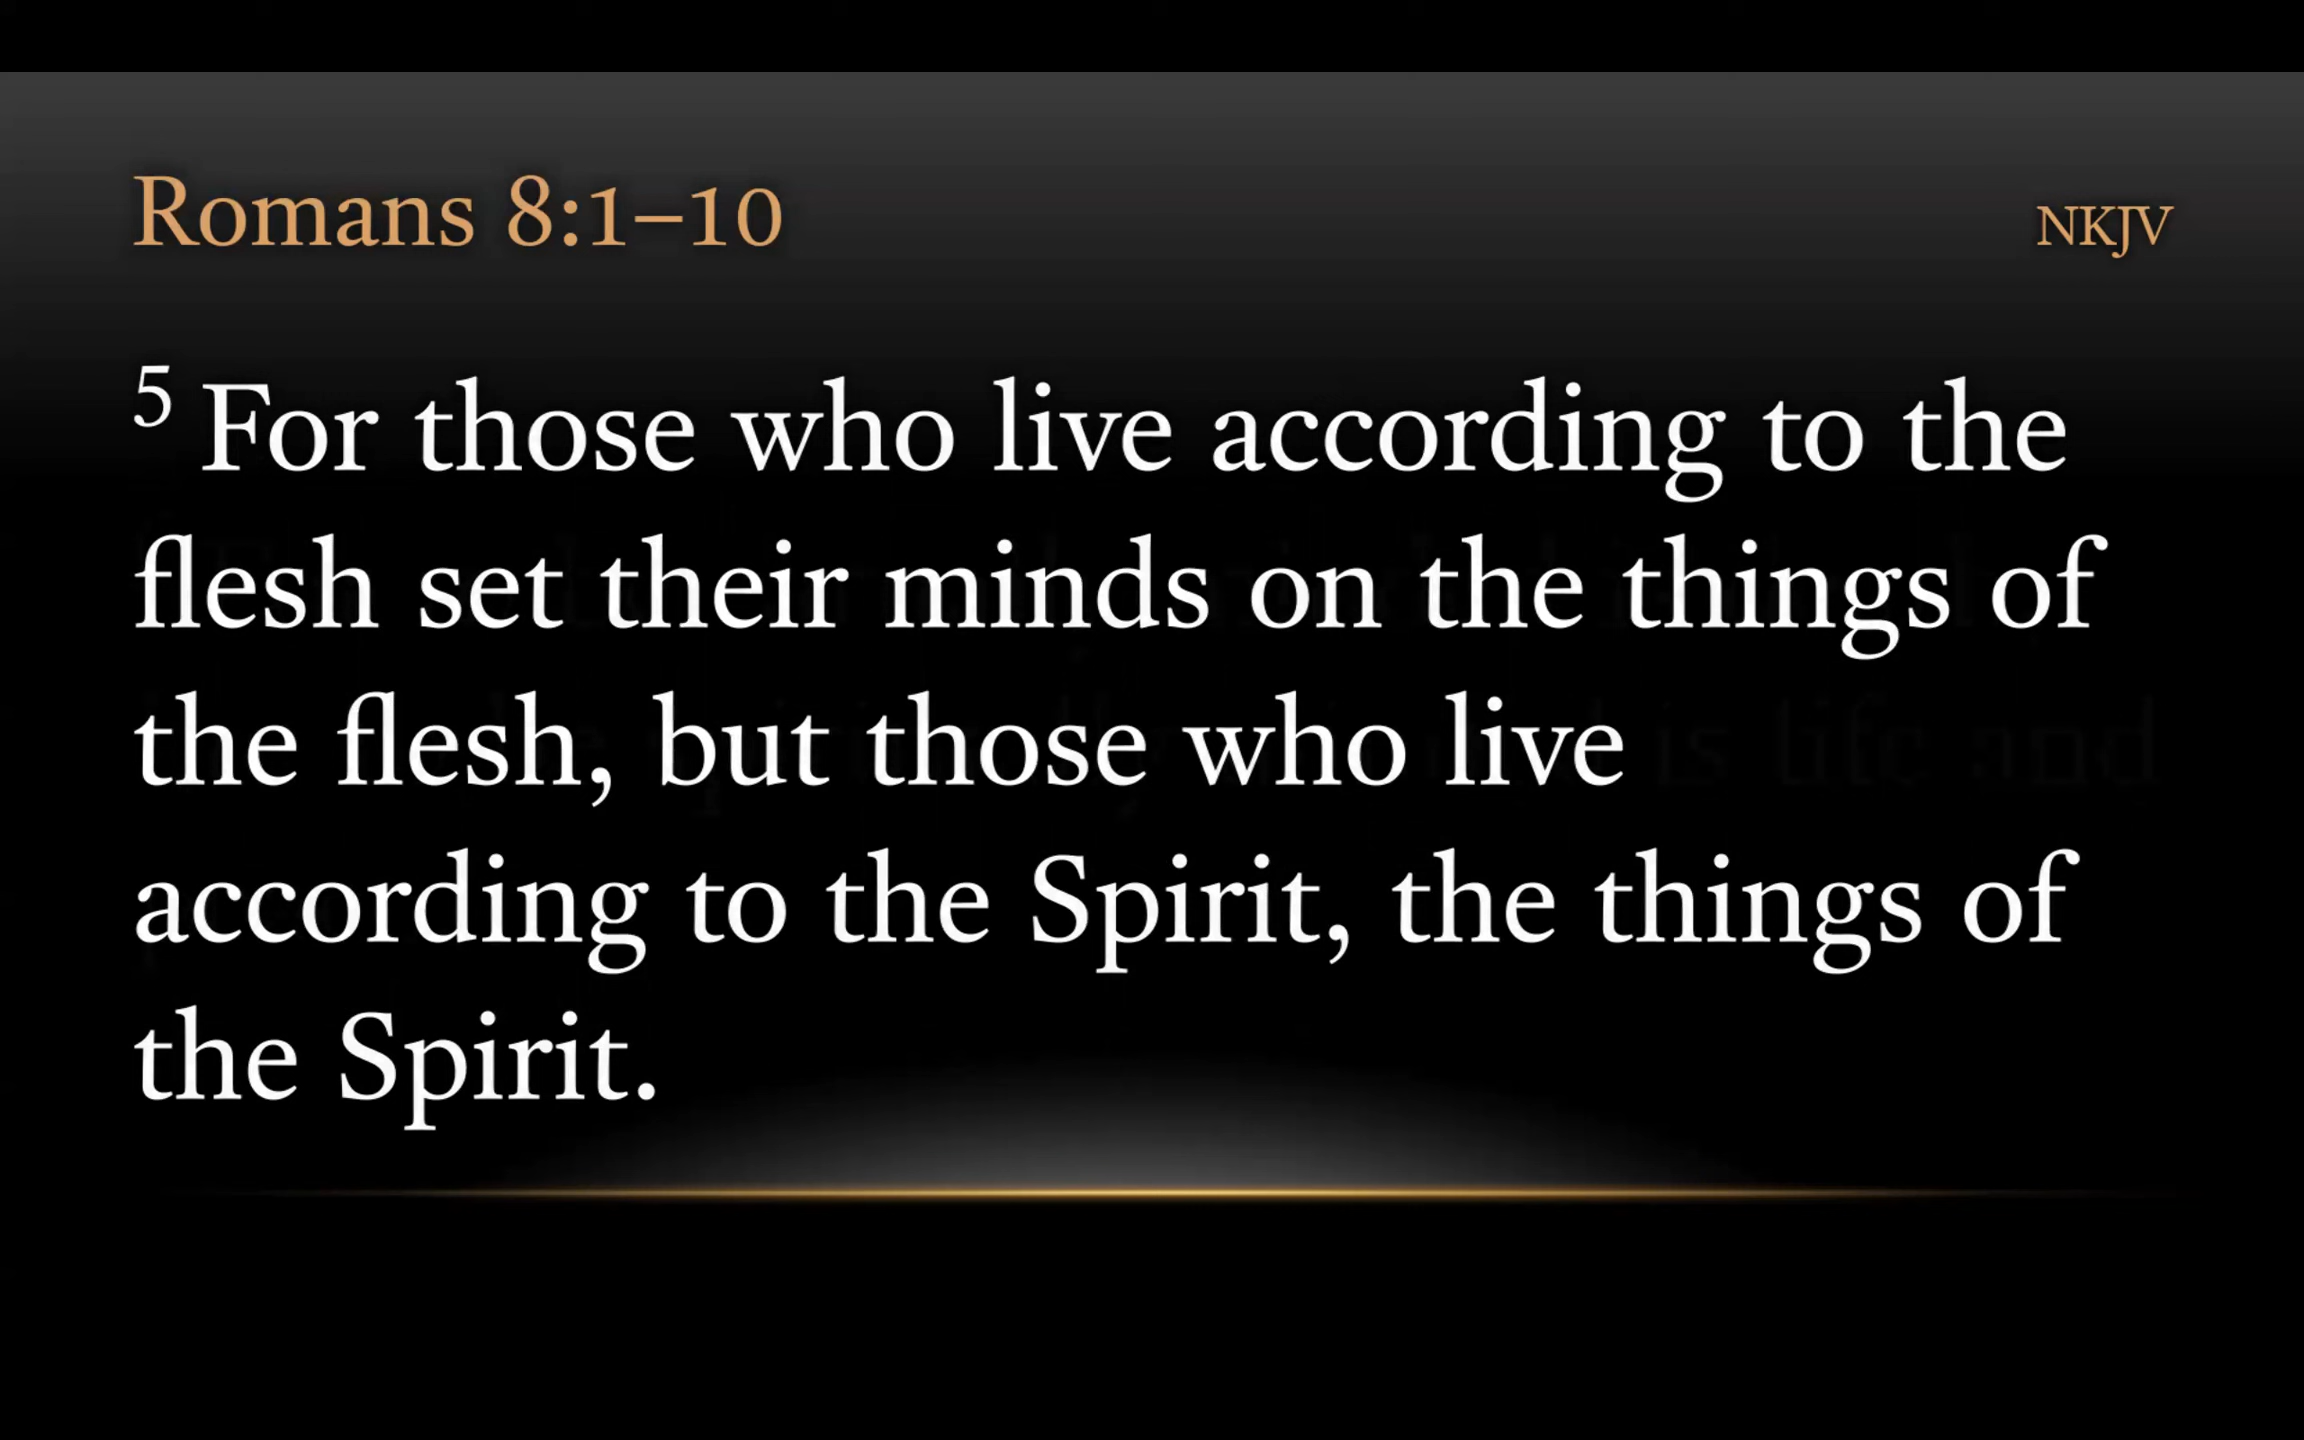 Romans 8:1–10
NKJV
5 For those who live according to the
flesh set their minds on the things of
the flesh, but those who live
according to the Spirit, the things of
the Spirit.